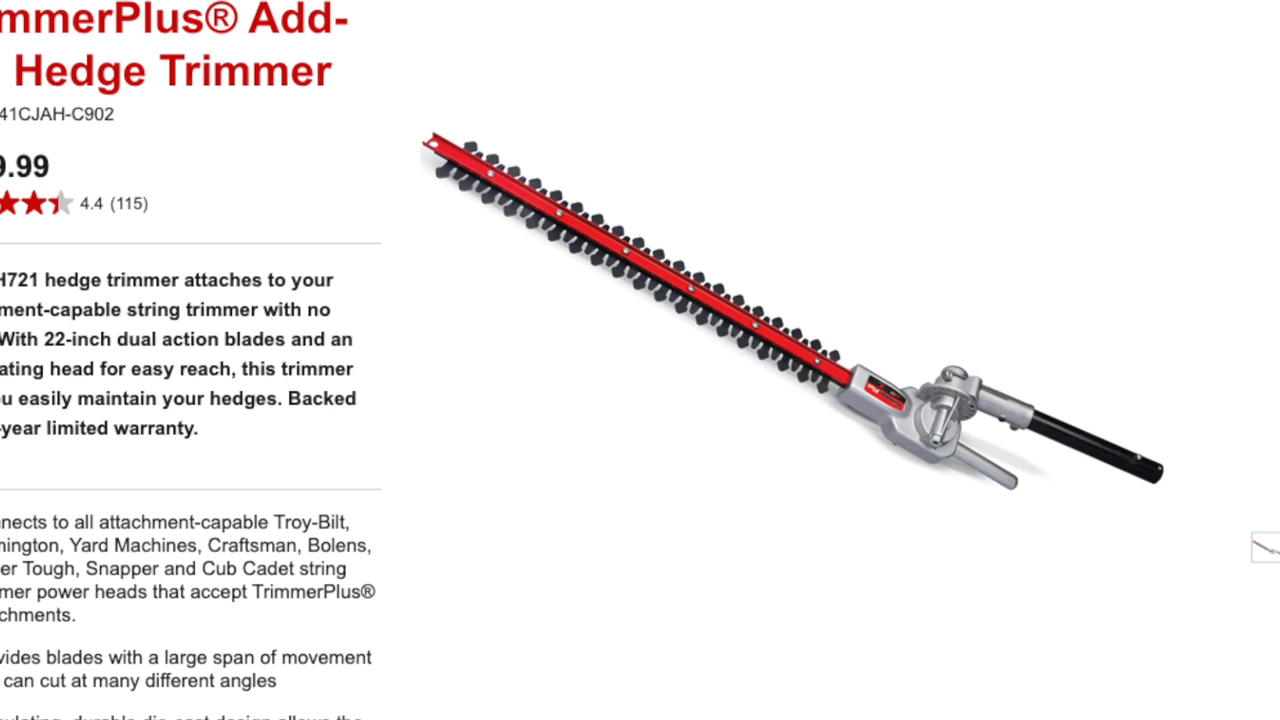 mmerPlus® Add-
Hedge Trimmer
41CJAH-C902
9.99
4.4 (115)
H721 hedge trimmer attaches to your
ment-capable string trimmer with no
With 22-inch dual action blades and an
ating head for easy reach, this trimmer
u easily maintain your hedges. Backed
-year limited warranty.
nnects to all attachment-capable Troy-Bilt,
mington, Yard Machines, Craftsman, Bolens,
er Tough, Snapper and Cub Cadet string
mer power heads that accept TrimmerPlus®
chments.
vides blades with a large span of movement
can cut at many different angles